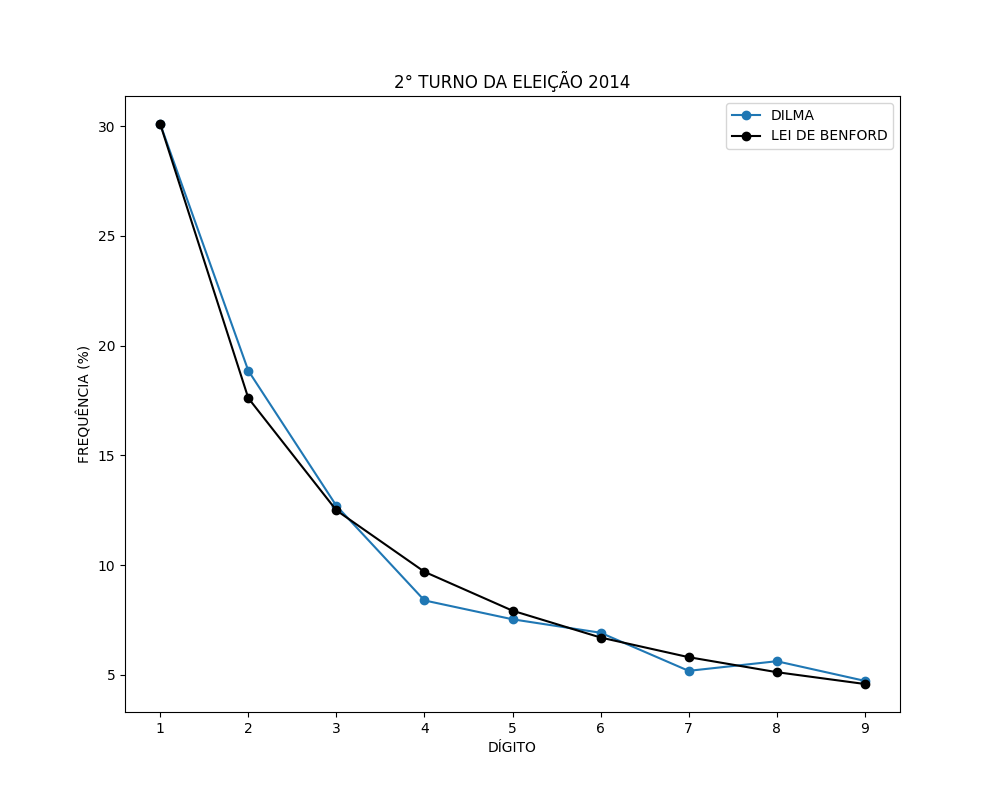 2° TURNO DA ELEIÇÃO 2014
DILMA
LEI DE BENFORD
30
25
20
15
10
5
FREQUÊNCIA (%)
1 2 3 4 5 6 7 8 9
DÍGITO